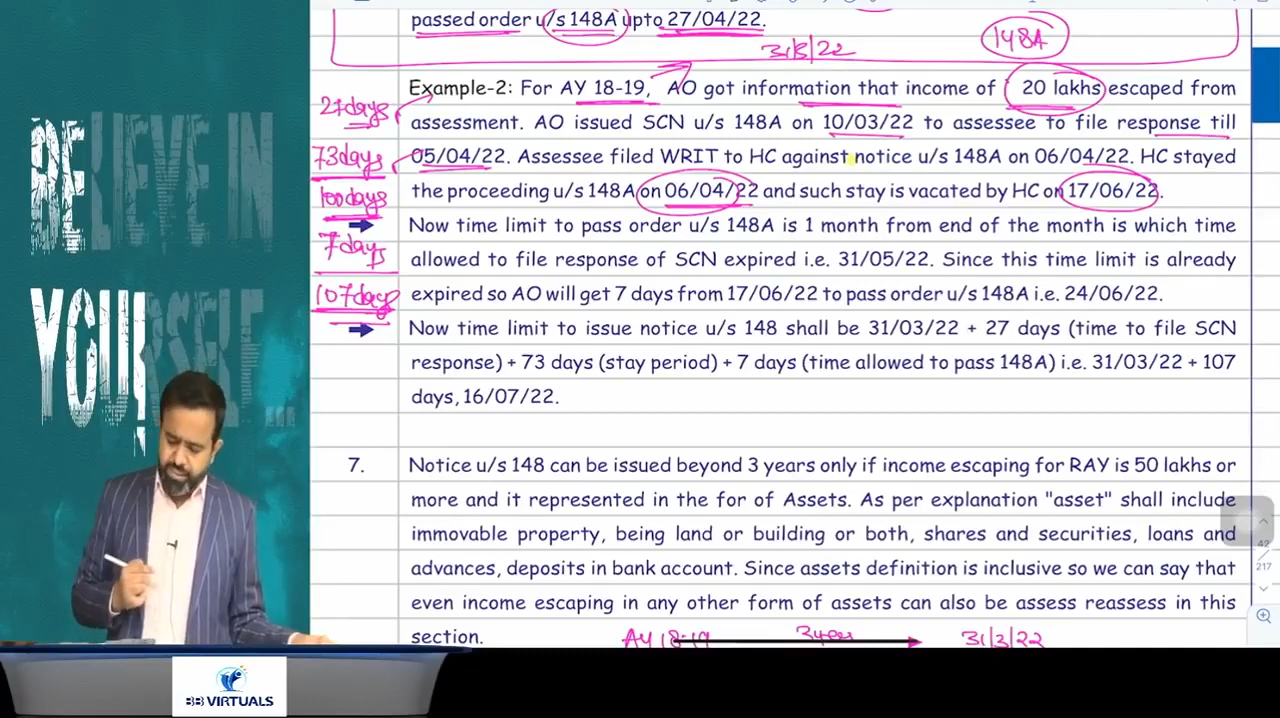 passed order u/s 148A upto 27/04/22.
31/5/22
148A
Example-2: For AY 18-19, AO got information that income of 20 lakhs escaped from
27days
assessment. AO issued SCN u/s 148A on 10/03/22 to assessee to file response till
73days
05/04/22. Assessee filed WRIT to HC against notice u/s 148A on 06/04/22. HC stayed
100days
the proceeding u/s 148A on 06/04/22 and such stay is vacated by HC on 17/06/22.
Now time limit to pass order u/s 148A is 1 month from end of the month is which time
7days
allowed to file response of SCN expired i.e. 31/05/22. Since this time limit is already
107days
expired so AO will get 7 days from 17/06/22 to pass order u/s 148A i.e. 24/06/22.
Now time limit to issue notice u/s 148 shall be 31/03/22 + 27 days (time to file SCN
response) + 73 days (stay period) + 7 days (time allowed to pass 148A) i.e. 31/03/22 + 107
days, 16/07/22.
7.
Notice u/s 148 can be issued beyond 3 years only if income escaping for RAY is 50 lakhs or
more and it represented in the for of Assets. As per explanation "asset" shall include
immovable property, being land or building or both, shares and securities, loans and
advances, deposits in bank account. Since assets definition is inclusive so we can say that
even income escaping in any other form of assets can also be assess reassess in this
section.
AY 18-19 31/3/22
BELIEVE IN
YOURSELF...
BB VIRTUALS
42
217